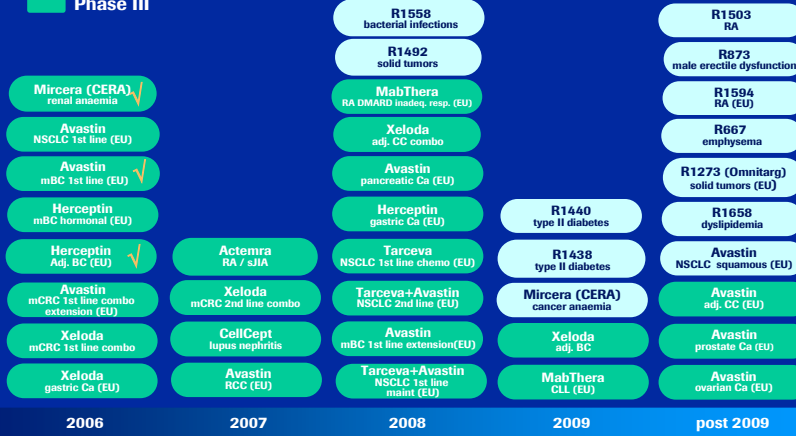 Phase III
Mircera (CERA)
renal anaemia
Avastin
NSCLC 1st line (EU)
Avastin
mBC 1st line (EU)
Herceptin
mBC hormonal (EU)
Herceptin
Adj. BC (EU)
Avastin
mCRC 1st line combo
extension (EU)
Xeloda
mCRC 1st line combo
Xeloda
gastric Ca (EU)
2006
Actemra
RA / sJIA
Xeloda
mCRC 2nd line combo
CellCept
lupus nephritis
Avastin
RCC (EU)
2007
R1558
bacterial infections
R1492
solid tumors
MabThera
RA DMARD inadeq. resp. (EU)
Xeloda
adj. CC combo
Avastin
pancreatic Ca (EU)
Herceptin
gastric Ca (EU)
Tarceva
NSCLC 1st line chemo (EU)
Tarceva+Avastin
NSCLC 2nd line (EU)
Avastin
mBC 1st line extension(EU)
Tarceva+Avastin
NSCLC 1st line
maint (EU)
2008
R1440
type II diabetes
R1438
type II diabetes
Mircera (CERA)
cancer anaemia
Xeloda
adj. BC
MabThera
CLL (EU)
2009
R1503
RA
R873
male erectile dysfunction
R1594
RA (EU)
R667
emphysema
R1273 (Omnitarg)
solid tumors (EU)
R1658
dyslipidemia
Avastin
NSCLC squamous (EU)
Avastin
adj. CC (EU)
Avastin
prostate Ca (EU)
Avastin
ovarian Ca (EU)
post 2009